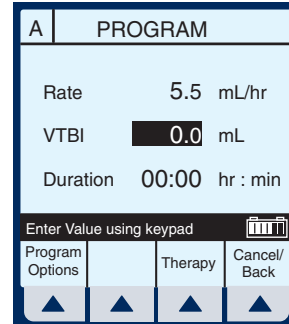 A PROGRAM
Rate 5.5 mL/hr
VTBI 0.0 mL
Duration 00:00 hr : min
Enter Value using keypad
Program Options Therapy Cancel/ Back